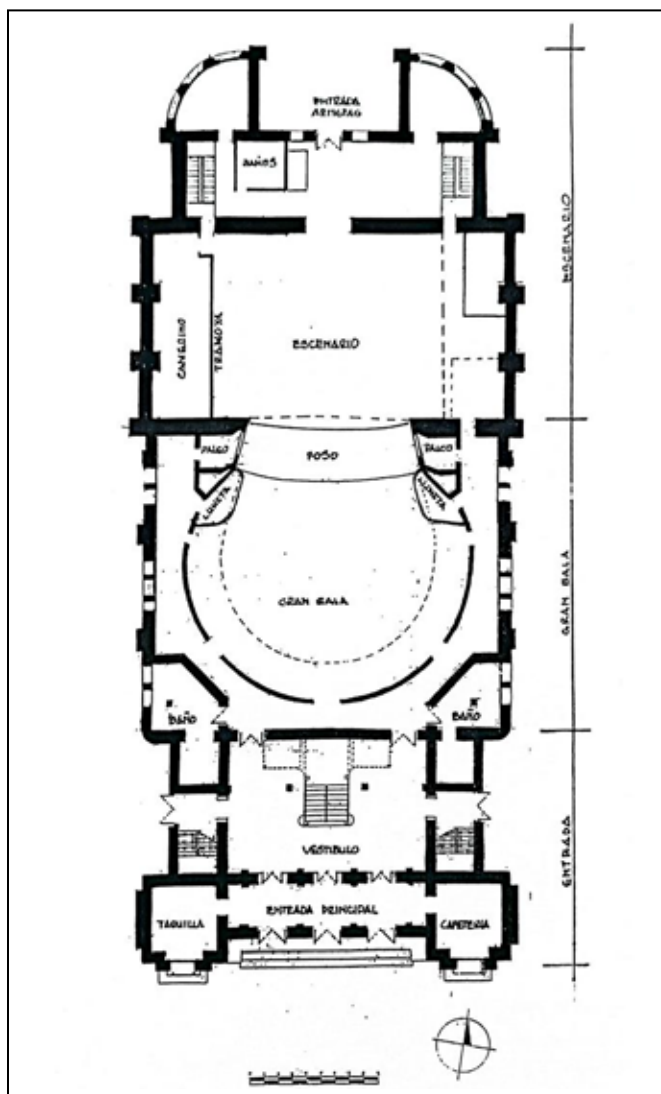 ENTRADA
BAÑOS
ESCENARIO
CAMERINO
TRAMOYA
ESCENARIO
PALCO
FOSO
PALCO
LUNETA
LUNETA
GRAN SALA
GRAN SALA
BAÑO
BAÑO
VESTIBULO
ENTRADA
TAQUILLA
ENTRADA PRINCIPAL
CAFETERIA